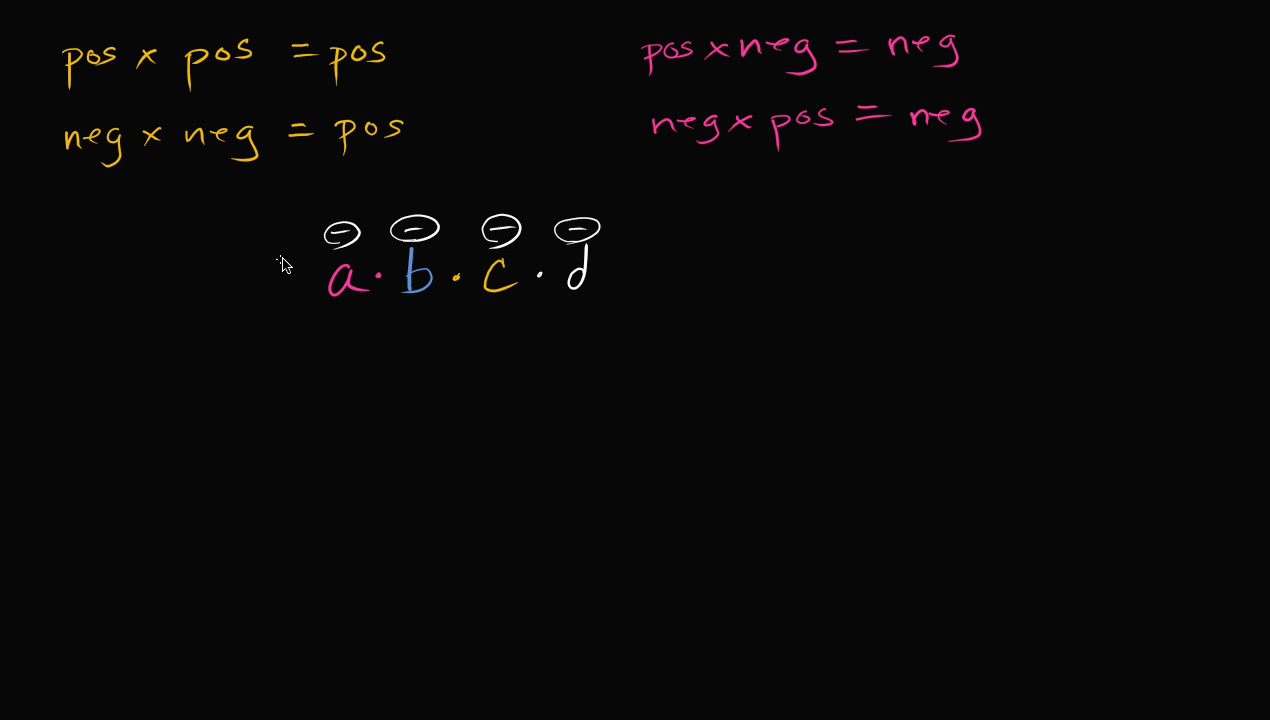 pos x pos = pos
neg x neg = pos
pos x neg = neg
neg x pos = neg
- - - -
a · b · c · d